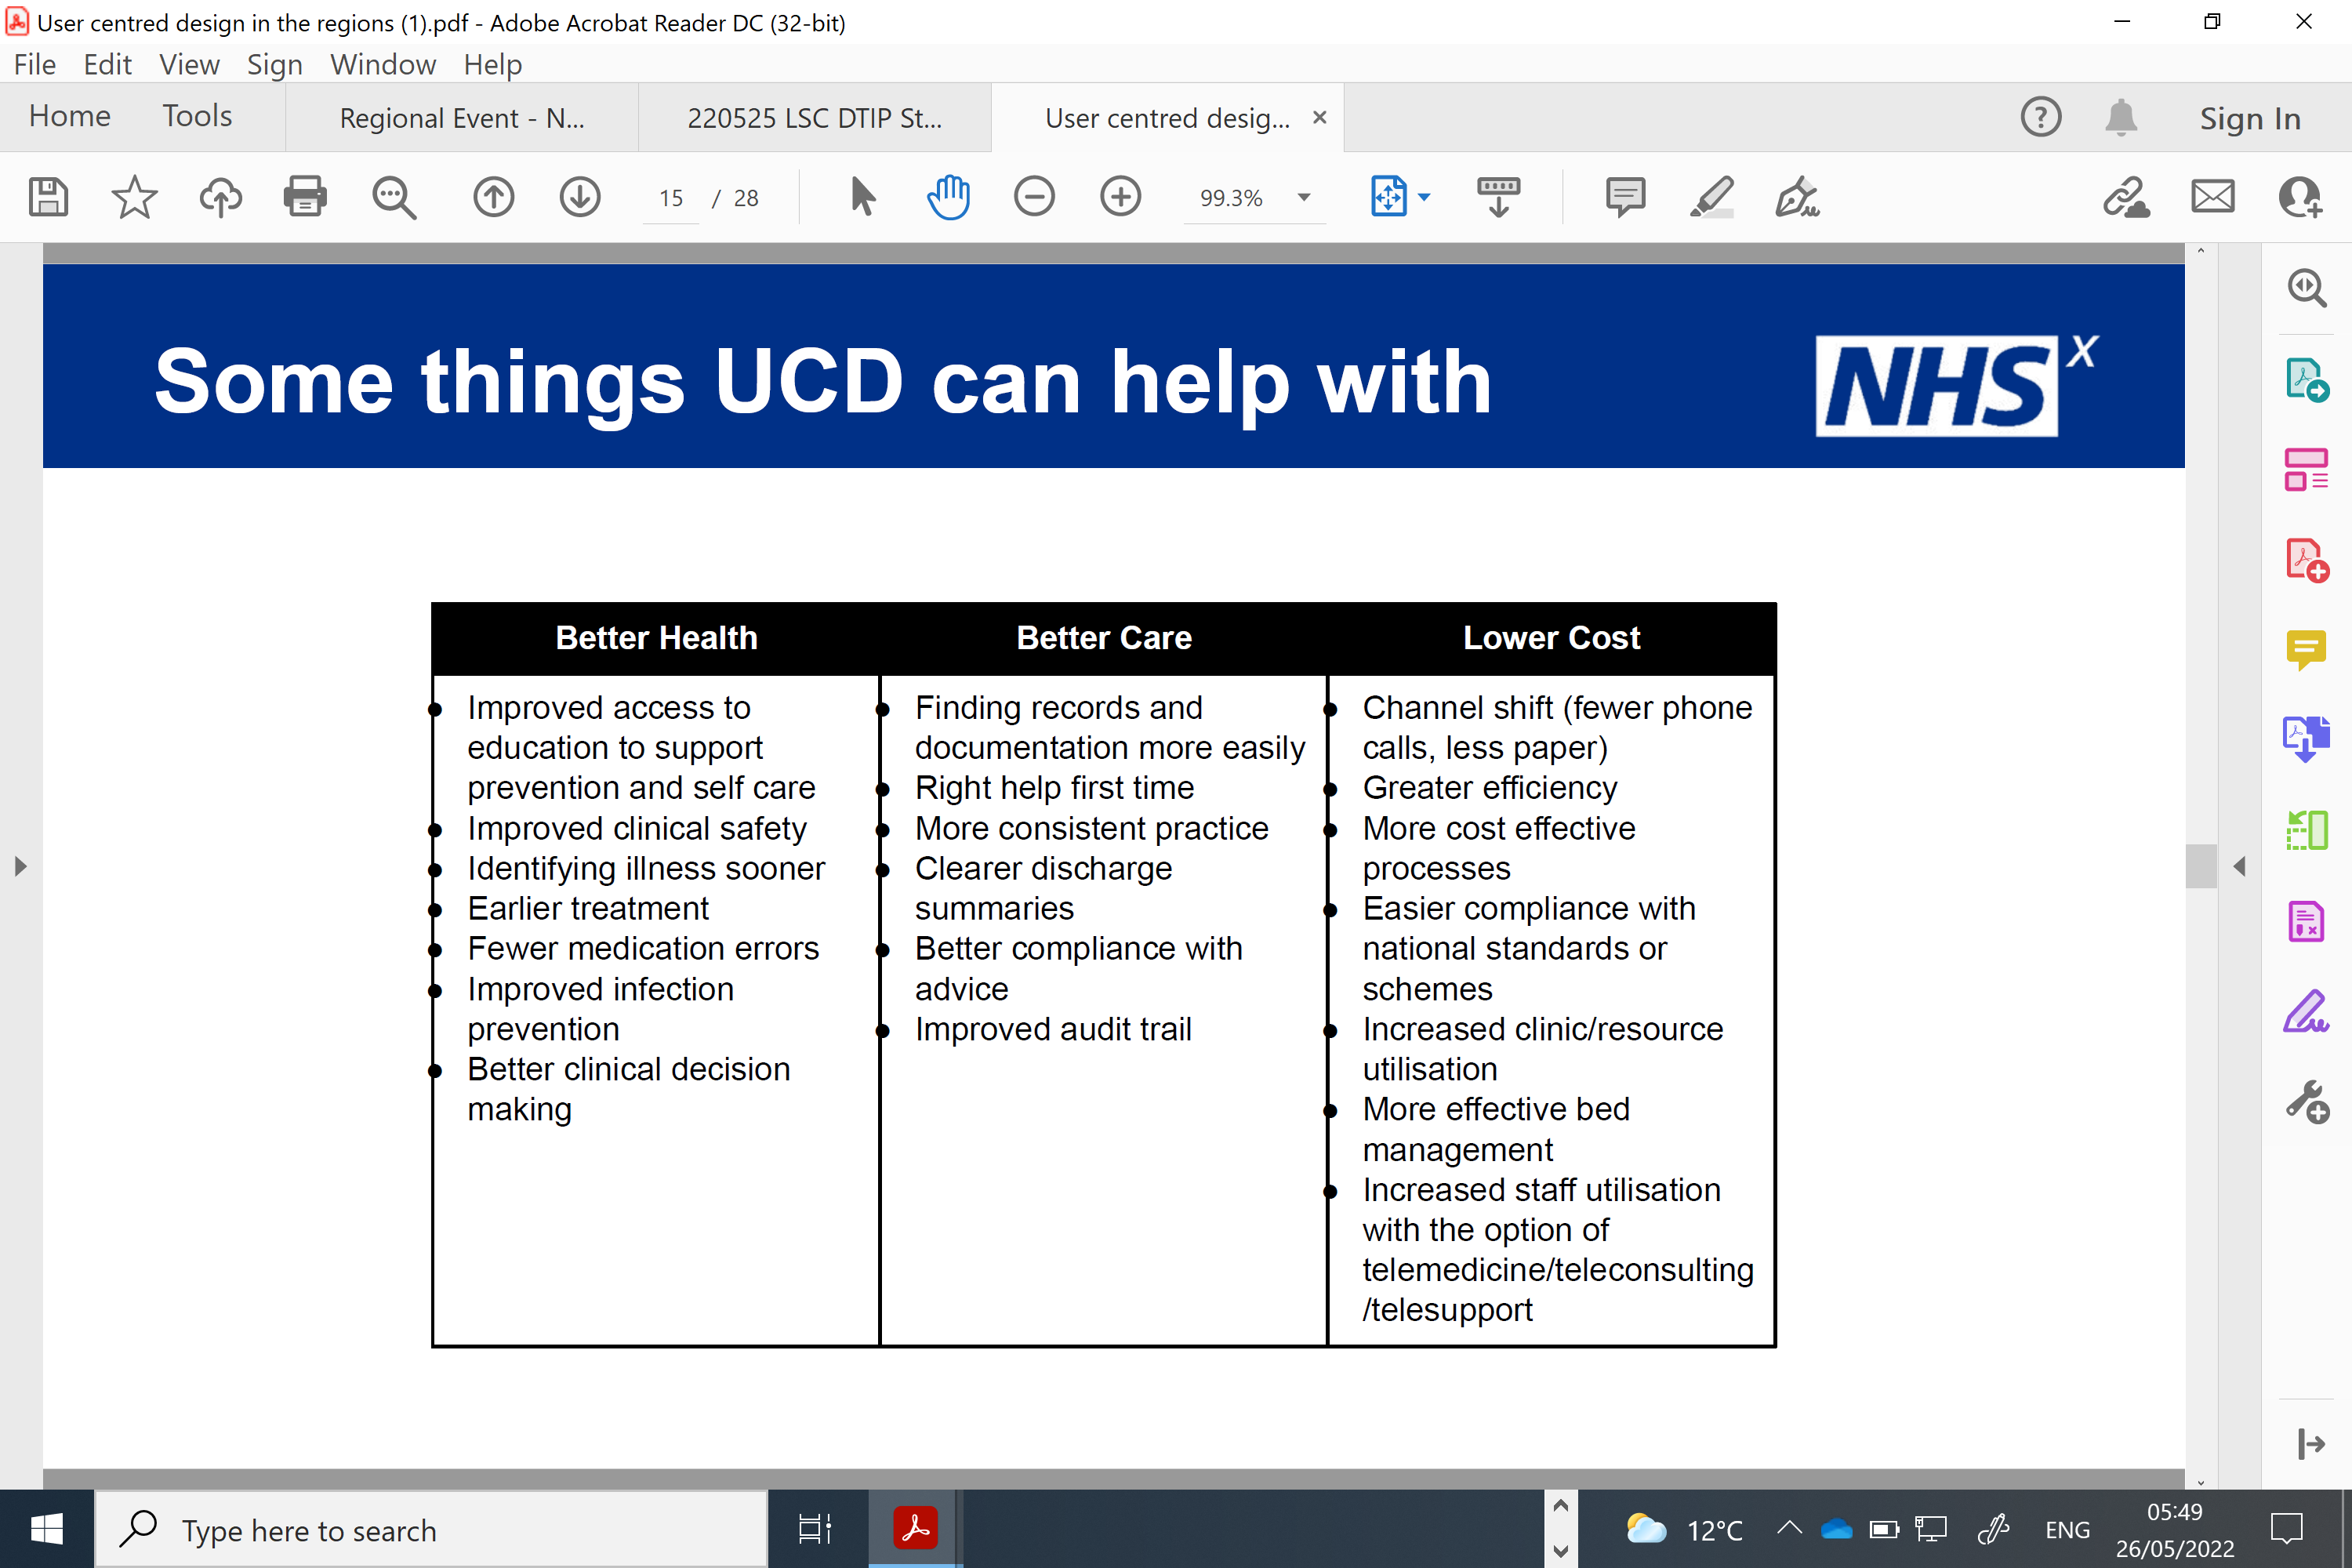 User centred design in the regions (1).pdf - Adobe Acrobat Reader DC (32-bit)
File Edit View Sign Window Help
Home Tools Regional Event - N... 220525 LSC DTIP St... User centred desig... Sign In
15 / 28 99.3%
Some things UCD can help with
NHS X
Better Health
Improved access to
education to support
prevention and self care
Improved clinical safety
Identifying illness sooner
Earlier treatment
Fewer medication errors
Improved infection
prevention
Better clinical decision
making
Better Care
Finding records and
documentation more easily
Right help first time
More consistent practice
Clearer discharge
summaries
Better compliance with
advice
Improved audit trail
Lower Cost
Channel shift (fewer phone
calls, less paper)
Greater efficiency
More cost effective
processes
Easier compliance with
national standards or
schemes
Increased clinic/resource
utilisation
More effective bed
management
Increased staff utilisation
with the option of
telemedicine/teleconsulting
/telesupport
Type here to search
12°C
ENG
05:49
26/05/2022